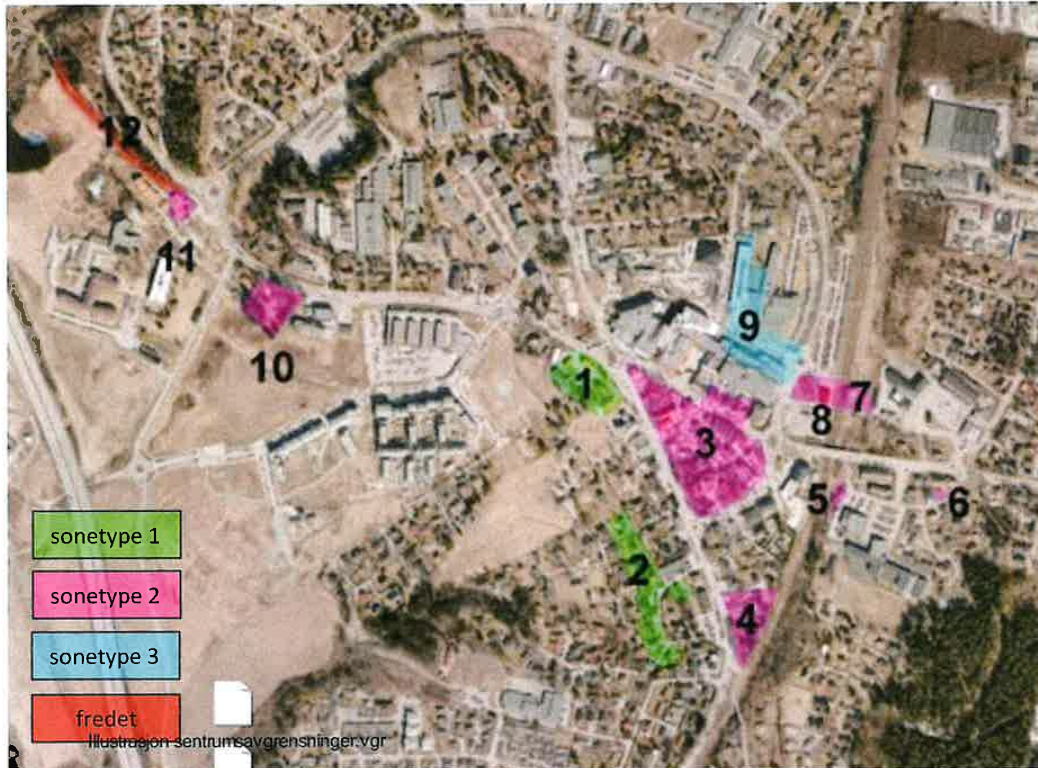 12
11
10
9
1
8
7
3
5
6
2
4
sonetype 1
sonetype 2
sonetype 3
fredet
Illustrasjon sentrumsavgrensninger.vgr